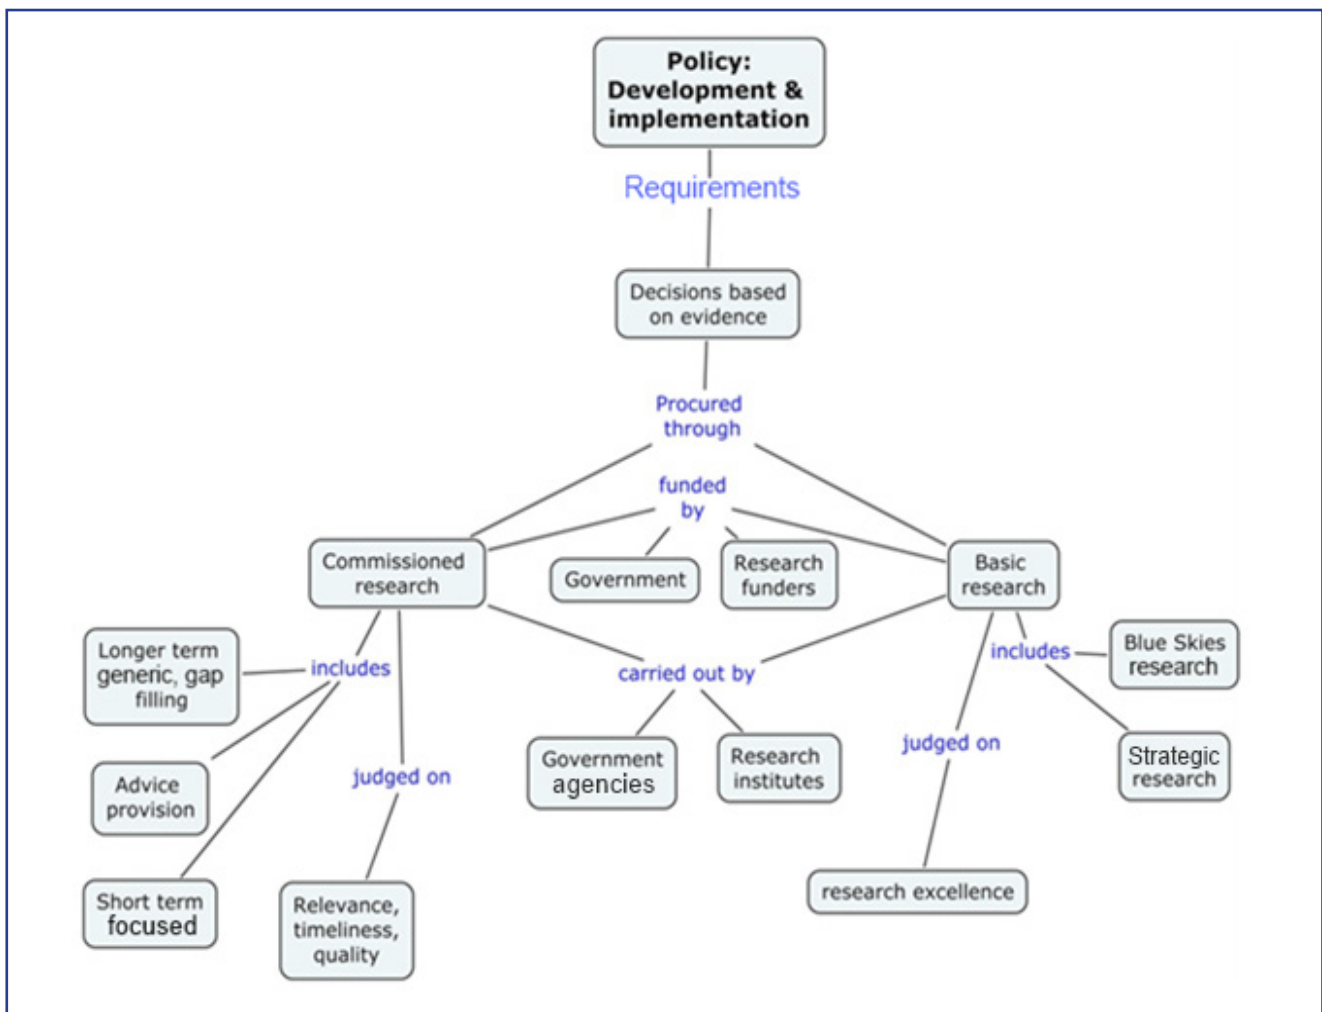 Policy:
Development &
implementation
Requirements
Decisions based
on evidence
Procured
through
funded
by
Commissioned
research
Government
Research
funders
Basic
research
Longer term
generic, gap
filling
includes
carried out by
includes
Blue Skies
research
Advice
provision
judged on
Government
agencies
Research
institutes
judged on
Strategic
research
Short term
focused
Relevance,
timeliness,
quality
research excellence